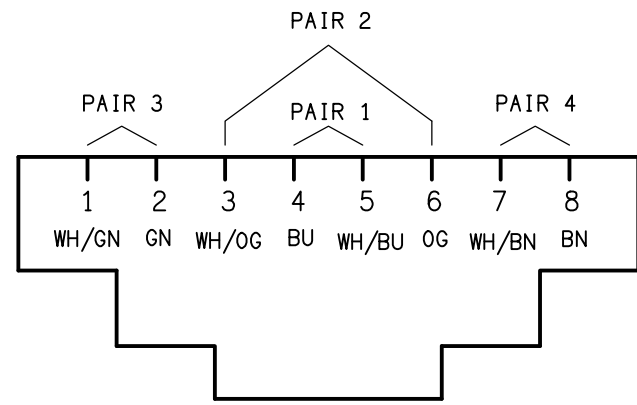 PAIR 2
PAIR 3 PAIR 1 PAIR 4
1 2 3 4 5 6 7 8
WH/GN GN WH/OG BU WH/BU OG WH/BN BN